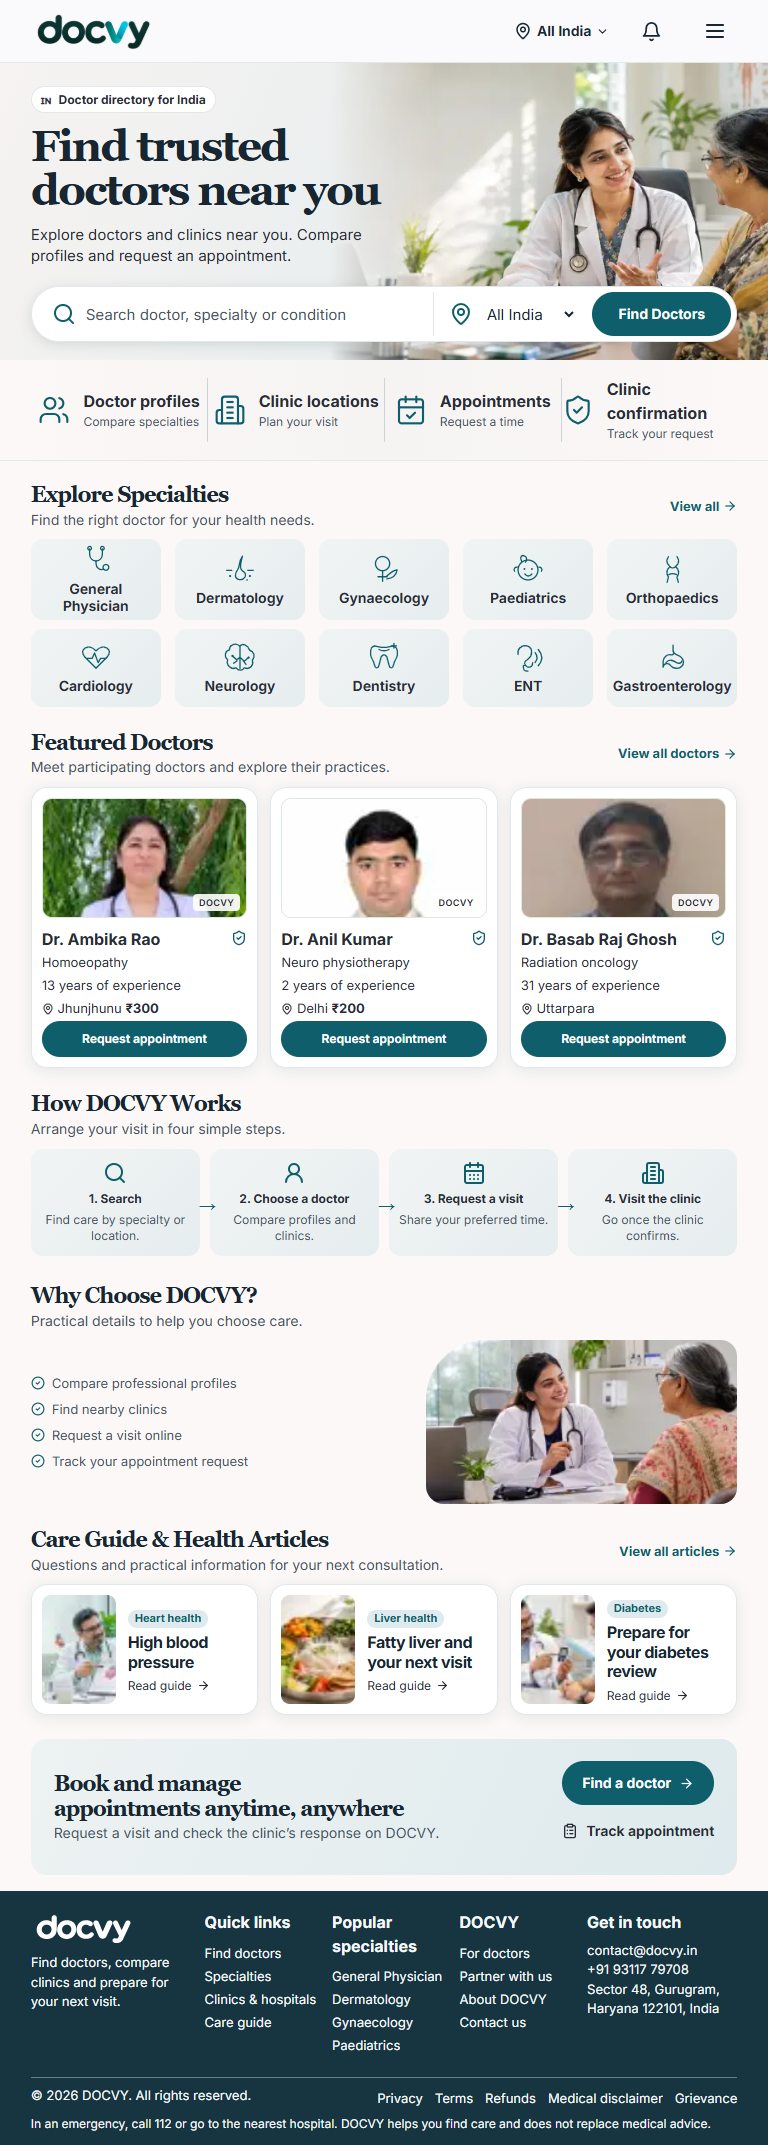 docvy
All India
IN Doctor directory for India
Find trusted
doctors near you
Explore doctors and clinics near you. Compare
profiles and request an appointment.
Search doctor, specialty or condition
All India
Find Doctors
Doctor profiles
Compare specialties
Clinic locations
Plan your visit
Appointments
Request a time
Clinic
confirmation
Track your request
Explore Specialties
Find the right doctor for your health needs.
View all →
General
Physician
Dermatology
Gynaecology
Paediatrics
Orthopaedics
Cardiology
Neurology
Dentistry
ENT
Gastroenterology
Featured Doctors
Meet participating doctors and explore their practices.
View all doctors →
DOCVY
Dr. Ambika Rao
Homoeopathy
13 years of experience
Jhunjhunu ₹300
Request appointment
DOCVY
Dr. Anil Kumar
Neuro physiotherapy
2 years of experience
Delhi ₹200
Request appointment
DOCVY
Dr. Basab Raj Ghosh
Radiation oncology
31 years of experience
Uttarpara
Request appointment
How DOCVY Works
Arrange your visit in four simple steps.
1. Search
Find care by specialty or
location.
→
2. Choose a doctor
Compare profiles and
clinics.
→
3. Request a visit
Share your preferred time.
→
4. Visit the clinic
Go once the clinic
confirms.
Why Choose DOCVY?
Practical details to help you choose care.
Compare professional profiles
Find nearby clinics
Request a visit online
Track your appointment request
Care Guide & Health Articles
Questions and practical information for your next consultation.
View all articles →
Heart health
High blood
pressure
Read guide →
Liver health
Fatty liver and
your next visit
Read guide →
Diabetes
Prepare for
your diabetes
review
Read guide →
Book and manage
appointments anytime, anywhere
Request a visit and check the clinic's response on DOCVY.
Find a doctor →
Track appointment
docvy
Find doctors, compare
clinics and prepare for
your next visit.
Quick links
Find doctors
Specialties
Clinics & hospitals
Care guide
Popular
specialties
General Physician
Dermatology
Gynaecology
Paediatrics
DOCVY
For doctors
Partner with us
About DOCVY
Contact us
Get in touch
contact@docvy.in
+91 93117 79708
Sector 48, Gurugram,
Haryana 122101, India
© 2026 DOCVY. All rights reserved.
Privacy Terms Refunds Medical disclaimer Grievance
In an emergency, call 112 or go to the nearest hospital. DOCVY helps you find care and does not replace medical advice.